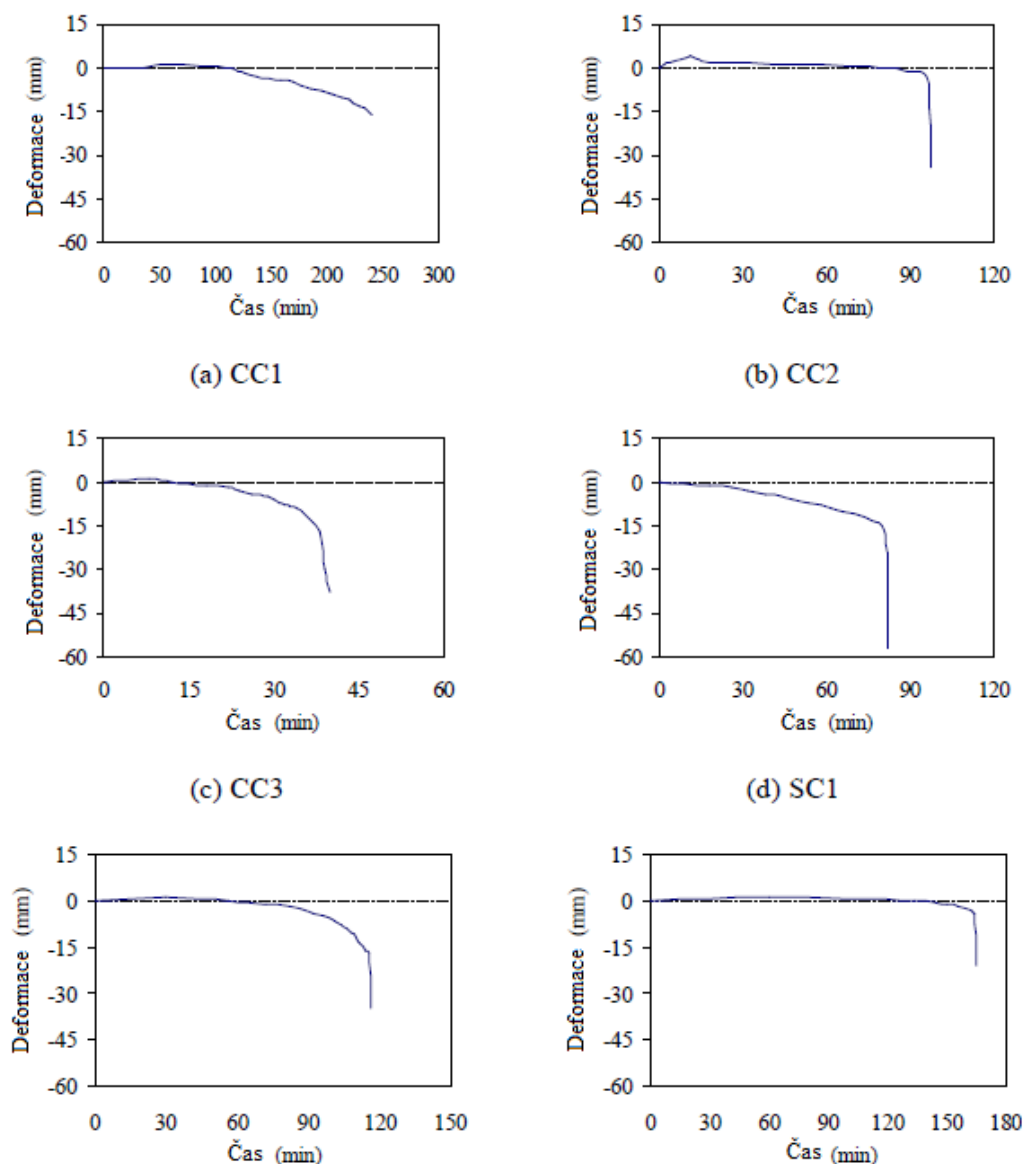 15
0
-15
-30
-45
-60
Deformace (mm)
0 50 100 150 200 250 300
Čas (min)
(a) CC1
15
0
-15
-30
-45
-60
Deformace (mm)
0 30 60 90 120
Čas (min)
(b) CC2
15
0
-15
-30
-45
-60
Deformace (mm)
0 15 30 45 60
Čas (min)
(c) CC3
15
0
-15
-30
-45
-60
Deformace (mm)
0 30 60 90 120
Čas (min)
(d) SC1
15
0
-15
-30
-45
-60
Deformace (mm)
0 30 60 90 120 150
Čas (min)
15
0
-15
-30
-45
-60
Deformace (mm)
0 30 60 90 120 150 180
Čas (min)